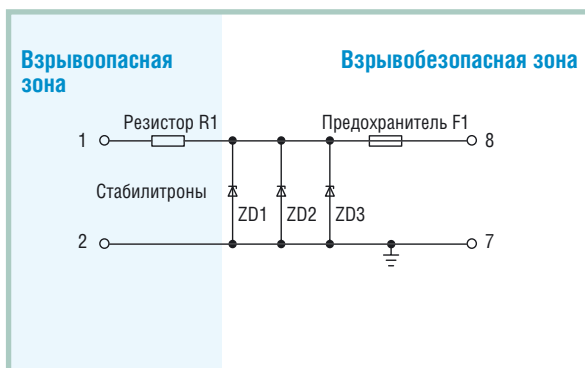 Взрывоопасная
зона
Взрывобезопасная зона
Резистор R1
Предохранитель F1
1
8
Стабилитроны
ZD1
ZD2
ZD3
2
7